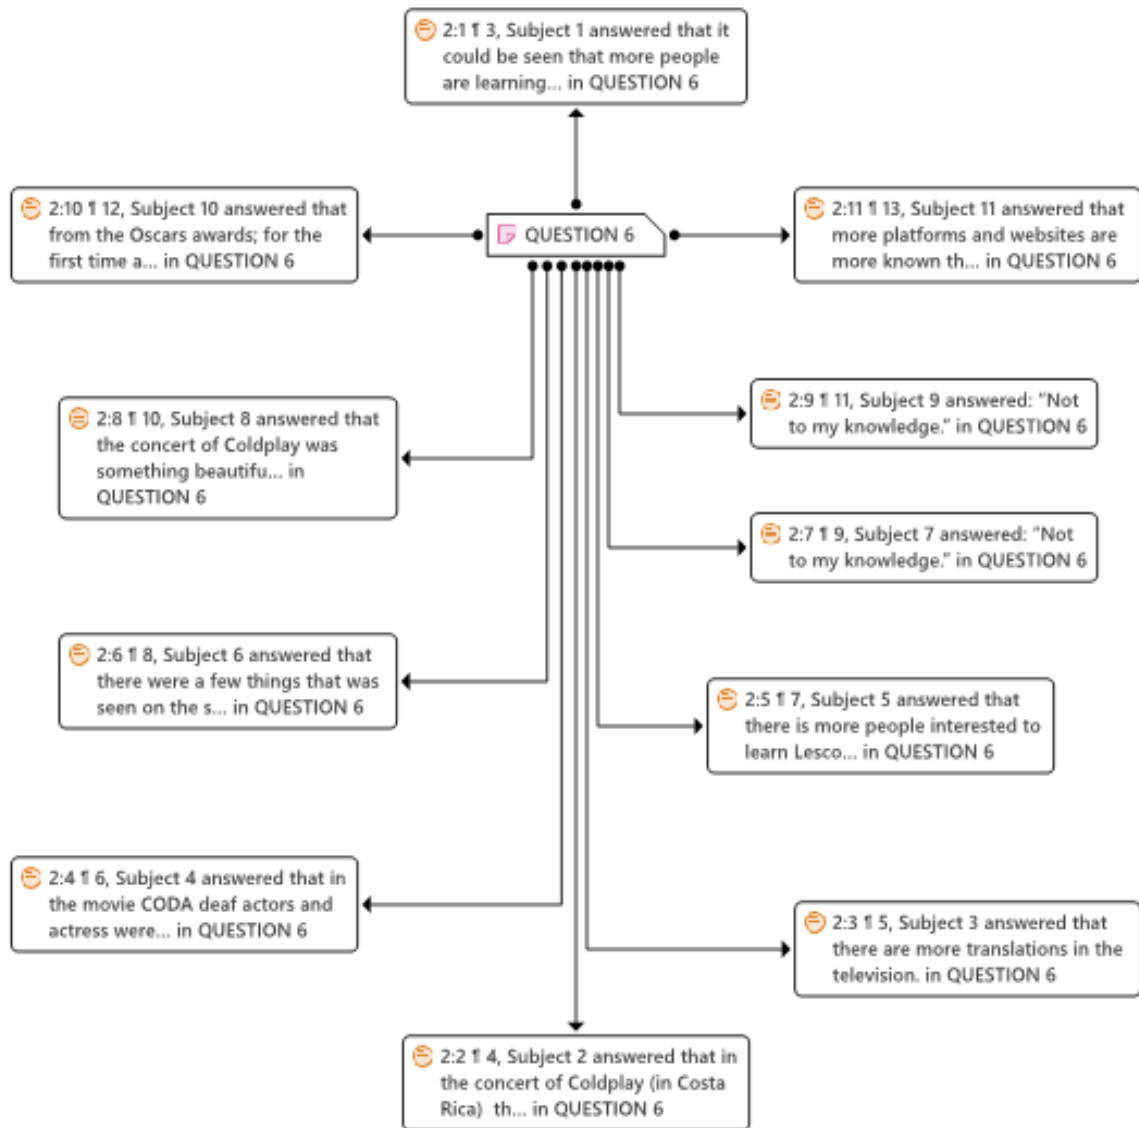 2:1 ¶ 3, Subject 1 answered that it
could be seen that more people
are learning... in QUESTION 6
2:10 ¶ 12, Subject 10 answered that
from the Oscars awards; for the
first time a... in QUESTION 6
QUESTION 6
2:11 ¶ 13, Subject 11 answered that
more platforms and websites are
more known th... in QUESTION 6
2:8 ¶ 10, Subject 8 answered that
the concert of Coldplay was
something beautifu... in
QUESTION 6
2:9 ¶ 11, Subject 9 answered: "Not
to my knowledge." in QUESTION 6
2:7 ¶ 9, Subject 7 answered: "Not
to my knowledge." in QUESTION 6
2:6 ¶ 8, Subject 6 answered that
there were a few things that was
seen on the s... in QUESTION 6
2:5 ¶ 7, Subject 5 answered that
there is more people interested to
learn Lesco... in QUESTION 6
2:4 ¶ 6, Subject 4 answered that in
the movie CODA deaf actors and
actress were... in QUESTION 6
2:3 ¶ 5, Subject 3 answered that
there are more translations in the
television. in QUESTION 6
2:2 ¶ 4, Subject 2 answered that in
the concert of Coldplay (in Costa
Rica)  th... in QUESTION 6